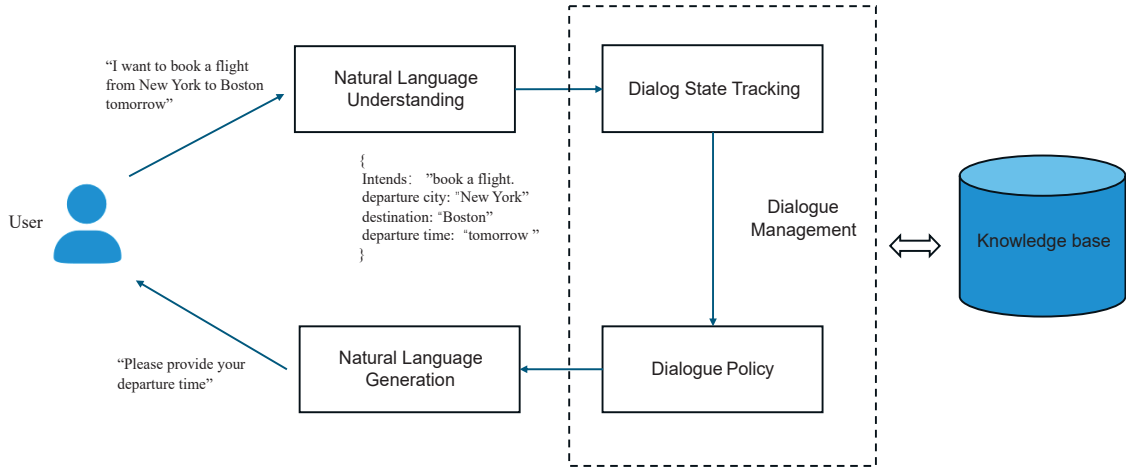 “I want to book a flight
from New York to Boston
tomorrow”
Natural Language
Understanding
Dialog State Tracking
{
Intends： ”book a flight.
departure city: “New York”
destination: “Boston”
departure time: “tomorrow ”
}
User
Dialogue
Management
Knowledge base
“Please provide your
departure time”
Natural Language
Generation
Dialogue Policy